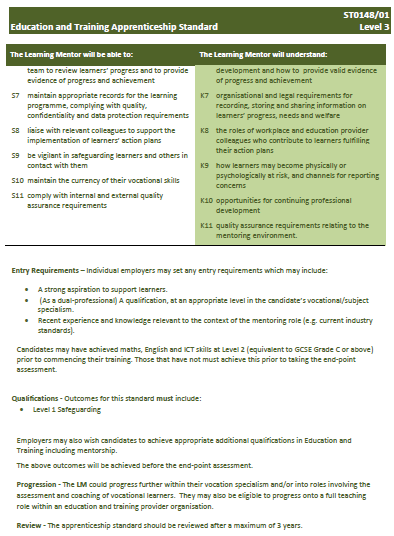 ST0148/01
Education and Training Apprenticeship Standard
Level 3
The Learning Mentor will be able to:
The Learning Mentor will understand:
team to review learners' progress and to provide
evidence of progress and achievement
S7 maintain appropriate records for the learning
programme, complying with quality,
confidentiality and data protection requirements
S8 liaise with relevant colleagues to support the
implementation of learners' action plans
S9 be vigilant in safeguarding learners and others in
contact with them
S10 maintain the currency of their vocational skills
S11 comply with internal and external quality
assurance requirements
development and how to provide valid evidence
of progress and achievement
K7 organisational and legal requirements for
recording, storing and sharing information on
learners' progress, needs and welfare
K8 the roles of workplace and education provider
colleagues who contribute to learners fulfilling
their action plans
K9 how learners may become physically or
psychologically at risk, and channels for reporting
concerns
K10 opportunities for continuing professional
development
K11 quality assurance requirements relating to the
mentoring environment.
Entry Requirements – Individual employers may set any entry requirements which may include:
• A strong aspiration to support learners.
• (As a dual-professional) A qualification, at an appropriate level in the candidate's vocational/subject
specialism.
• Recent experience and knowledge relevant to the context of the mentoring role (e.g. current industry
standards).
Candidates may have achieved maths, English and ICT skills at Level 2 (equivalent to GCSE Grade C or above)
prior to commencing their training. Those that have not must achieve this prior to taking the end-point
assessment.
Qualifications - Outcomes for this standard must include:
• Level 1 Safeguarding
Employers may also wish candidates to achieve appropriate additional qualifications in Education and
Training including mentorship.
The above outcomes will be achieved before the end-point assessment.
Progression - The LM could progress further within their vocation specialism and/or into roles involving the
assessment and coaching of vocational learners. They may also be eligible to progress onto a full teaching
role within an education and training provider organisation.
Review - The apprenticeship standard should be reviewed after a maximum of 3 years.